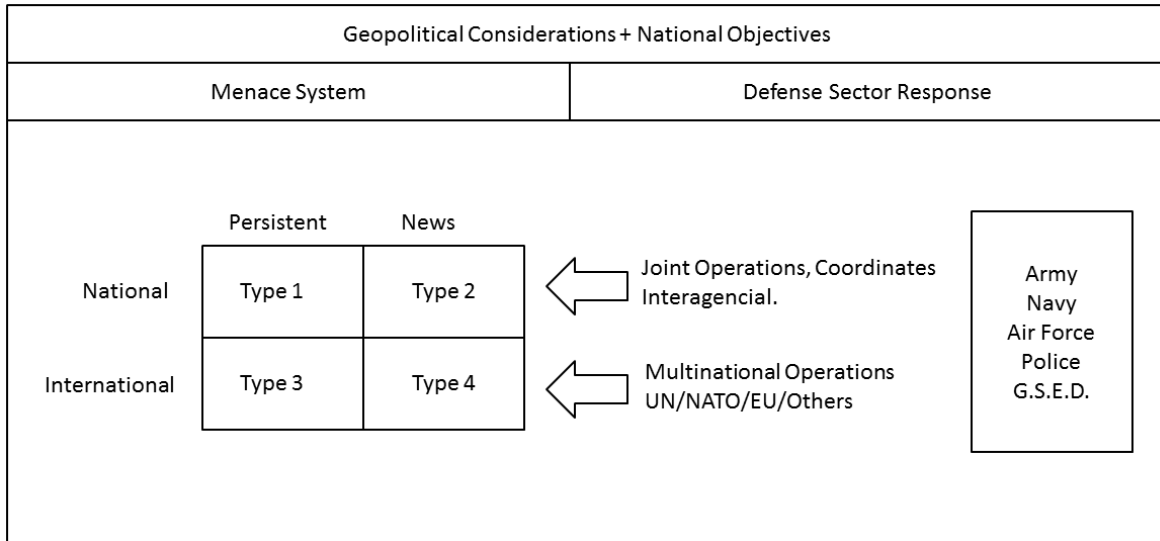 Geopolitical Considerations + National Objectives
Menace System
Defense Sector Response
Persistent
News
National
Type 1
Type 2
Joint Operations, Coordinates
Interagencial.
International
Type 3
Type 4
Multinational Operations
UN/NATO/EU/Others
Army
Navy
Air Force
Police
G.S.E.D.